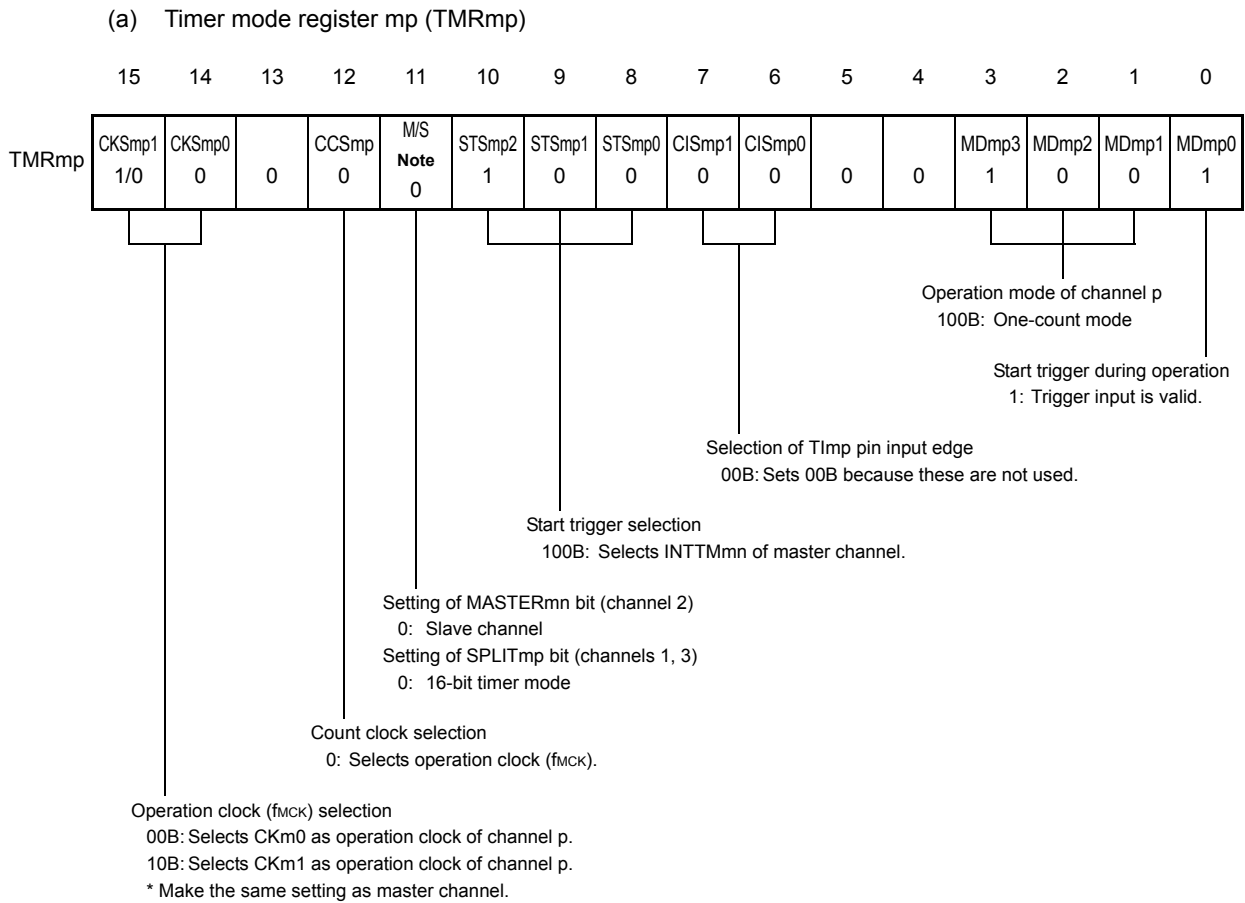 (a) Timer mode register mp (TMRmp)
15 14 13 12 11 10 9 8 7 6 5 4 3 2 1 0
TMRmp
CKSmp1 CKSmp0 CCSmp M/S Note STSmp2 STSmp1 STSmp0 CISmp1 CISmp0 MDmp3 MDmp2 MDmp1 MDmp0
1/0 0 0 0 0 1 0 0 0 0 0 0 1 0 0 1
Operation mode of channel p
100B: One-count mode
Start trigger during operation
1: Trigger input is valid.
Selection of TImp pin input edge
00B: Sets 00B because these are not used.
Start trigger selection
100B: Selects INTTMmn of master channel.
Setting of MASTERmn bit (channel 2)
0: Slave channel
Setting of SPLITmp bit (channels 1, 3)
0: 16-bit timer mode
Count clock selection
0: Selects operation clock (fMCK).
Operation clock (fMCK) selection
00B: Selects CKm0 as operation clock of channel p.
10B: Selects CKm1 as operation clock of channel p.
* Make the same setting as master channel.